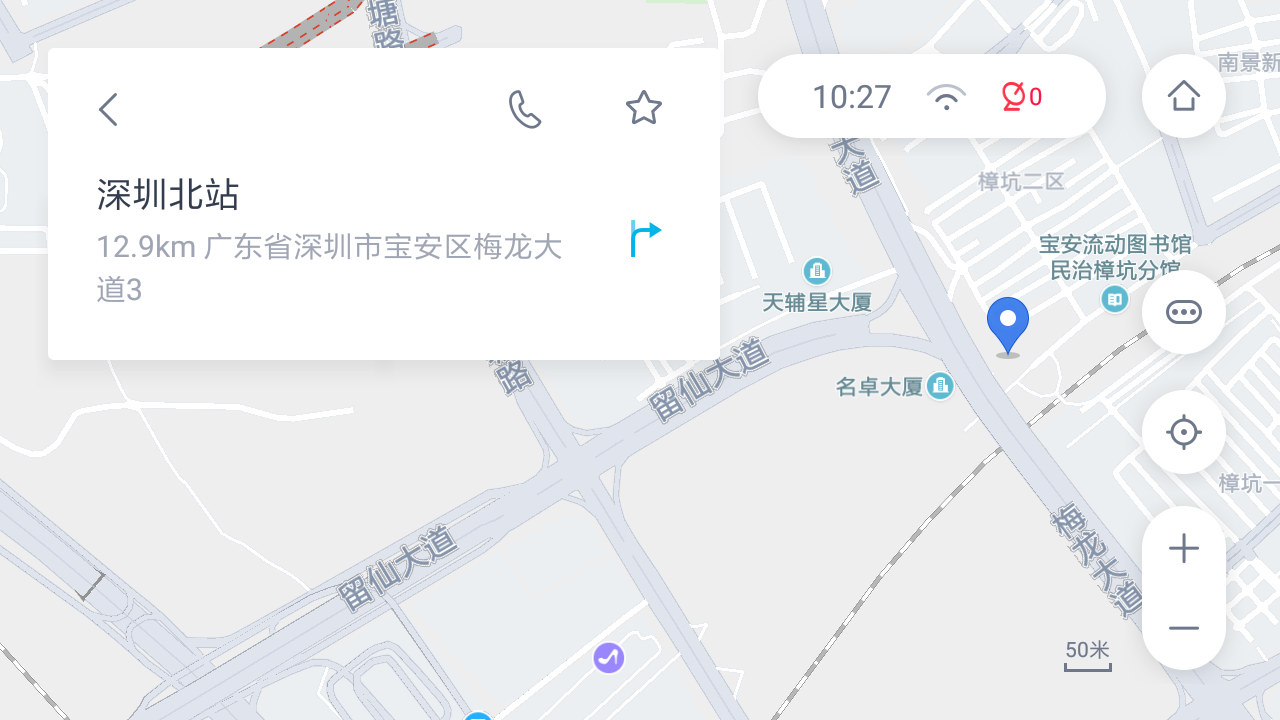 塘路
10:27
0
南景新
深圳北站
12.9km 广东省深圳市宝安区梅龙大
道3
大道
樟坑二区
宝安流动图书馆
民治樟坑分馆
天辅星大厦
路
留仙大道
名卓大厦
樟坑一
梅龙大道
留仙大道
50米